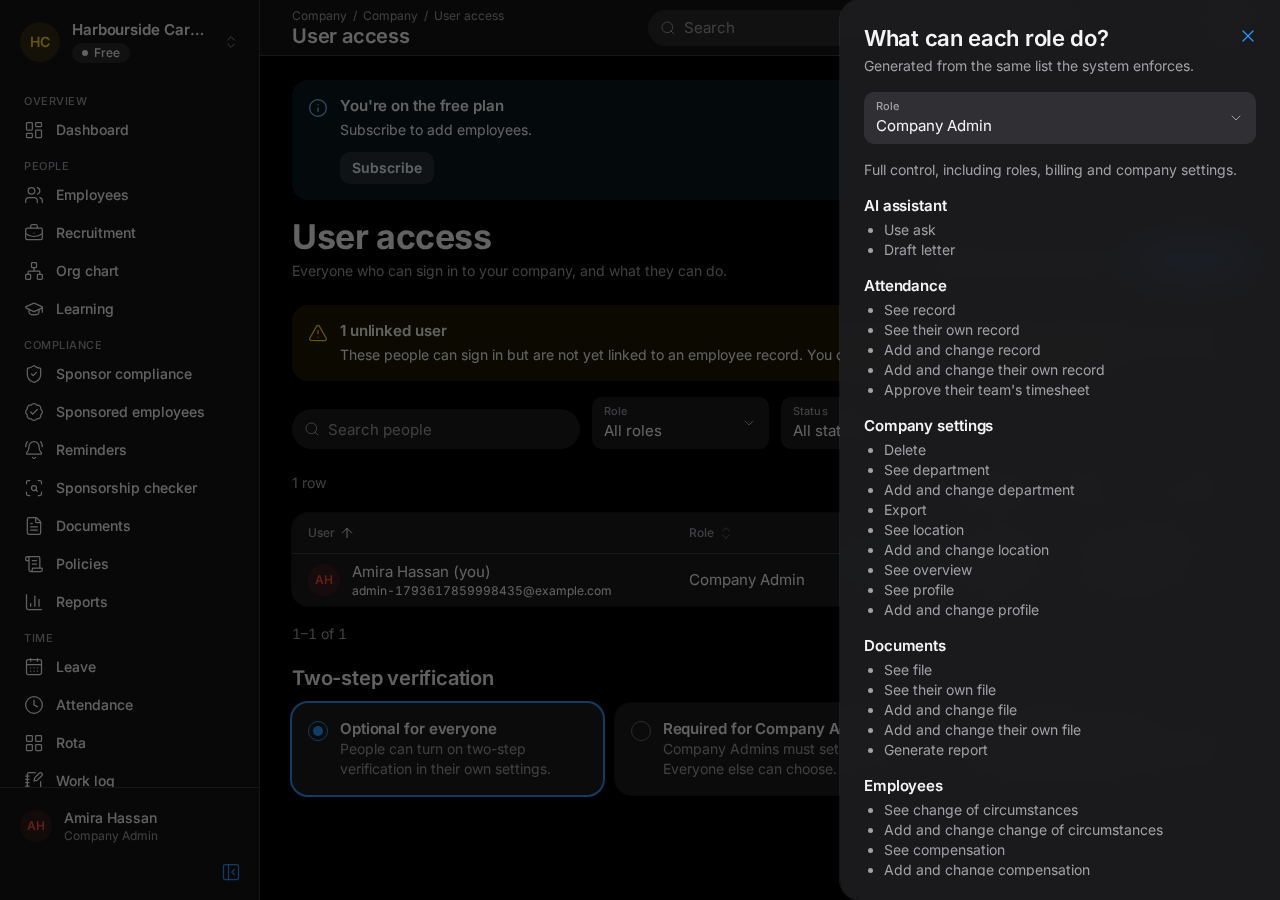 HC
Harbourside Car...
Free
OVERVIEW
Dashboard
PEOPLE
Employees
Recruitment
Org chart
Learning
COMPLIANCE
Sponsor compliance
Sponsored employees
Reminders
Sponsorship checker
Documents
Policies
Reports
TIME
Leave
Attendance
Rota
Work log
AH
Amira Hassan
Company Admin
Company / Company / User access
User access
Search
You're on the free plan
Subscribe to add employees.
Subscribe
User access
Everyone who can sign in to your company, and what they can do.
1 unlinked user
These people can sign in but are not yet linked to an employee record. You
Search people
Role
All roles
Status
All stat
1 row
User
Role
AH
Amira Hassan (you)
admin-1793617859998435@example.com
Company Admin
1–1 of 1
Two-step verification
Optional for everyone
People can turn on two-step
verification in their own settings.
Required for Company A
Company Admins must set
Everyone else can choose.
What can each role do?
Generated from the same list the system enforces.
Role
Company Admin
Full control, including roles, billing and company settings.
AI assistant
Use ask
Draft letter
Attendance
See record
See their own record
Add and change record
Add and change their own record
Approve their team's timesheet
Company settings
Delete
See department
Add and change department
Export
See location
Add and change location
See overview
See profile
Add and change profile
Documents
See file
See their own file
Add and change file
Add and change their own file
Generate report
Employees
See change of circumstances
Add and change change of circumstances
See compensation
Add and change compensation